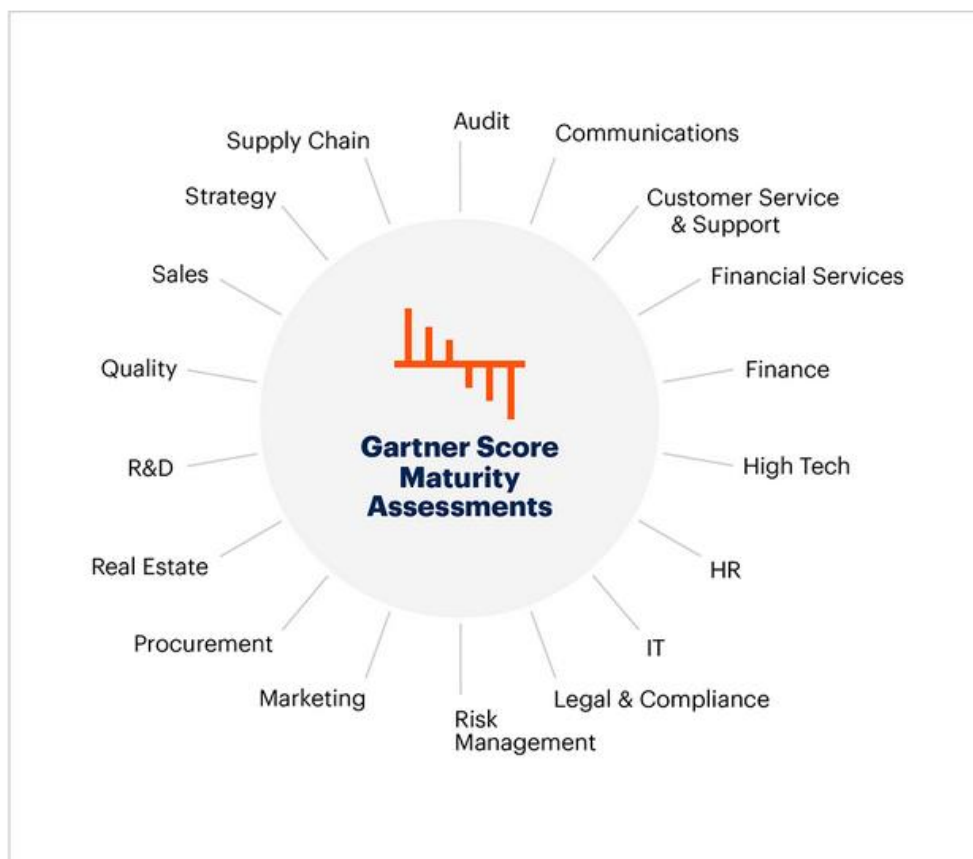 Audit
Communications
Customer Service
& Support
Financial Services
Finance
High Tech
HR
IT
Legal & Compliance
Risk
Management
Marketing
Procurement
Real Estate
R&D
Quality
Sales
Strategy
Supply Chain
Gartner Score
Maturity
Assessments